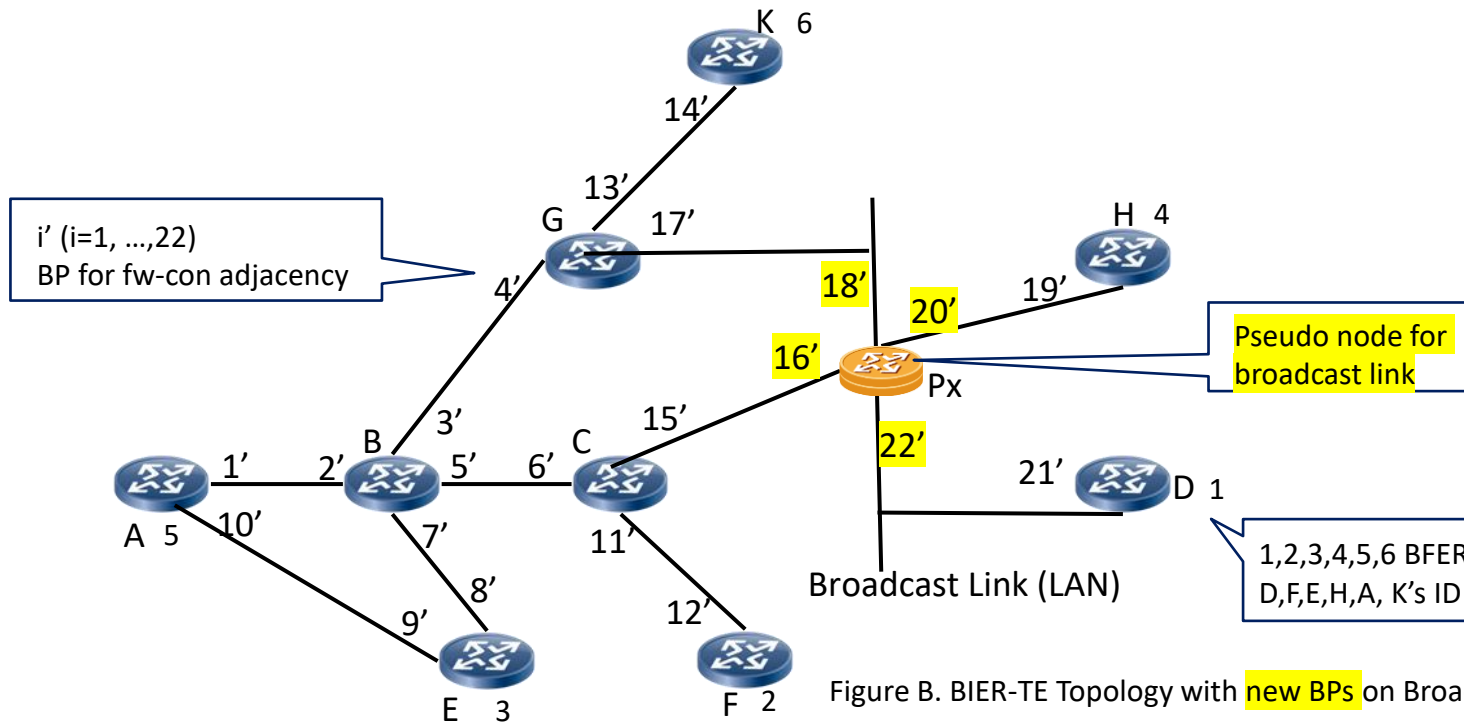 K 6
14’
13’
G
17’
H 4
i’ (i=1, ...,22)
BP for fw-con adjacency
4’
18’
20’
19’
16’
Pseudo node for
broadcast link
Px
3’
15’
22’
B
C
1’
2’
5’
6’
21’
D 1
A 5
10’
7’
11’
1,2,3,4,5,6 BFER
D,F,E,H,A, K’s ID
Broadcast Link (LAN)
8’
9’
12’
E 3
F 2
Figure B. BIER-TE Topology with new BPs on Broa